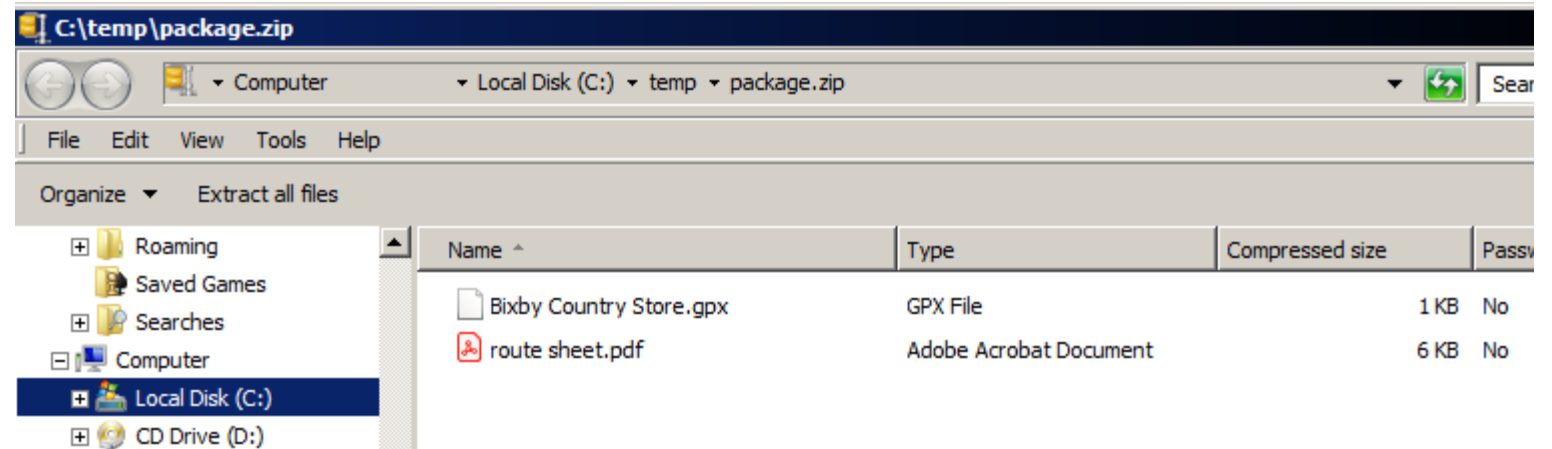 C:\temp\package.zip
Computer Local Disk (C:) temp package.zip Sear
File Edit View Tools Help
Organize Extract all files
Roaming
Saved Games
Searches
Computer
Local Disk (C:)
CD Drive (D:)
Name Type Compressed size Passw
Bixby Country Store.gpx GPX File 1 KB No
route sheet.pdf Adobe Acrobat Document 6 KB No